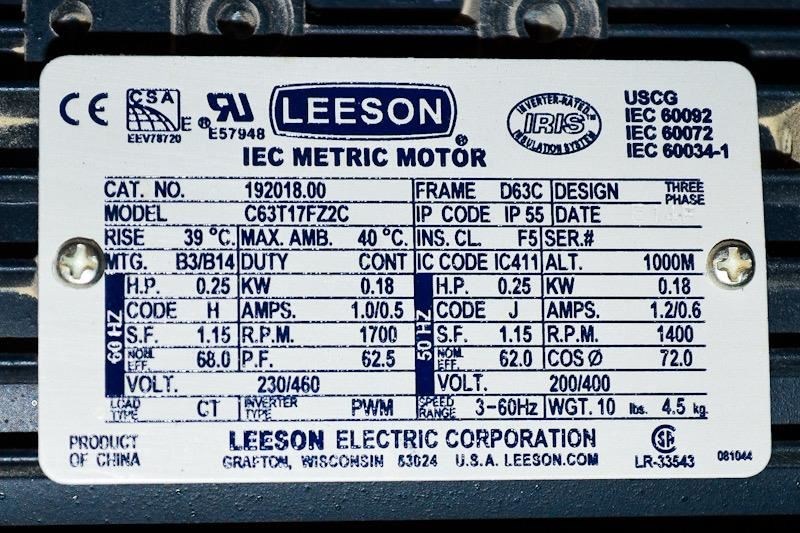 CE CSA E ® RU LEESON ® INVERTER-RATED IRIS INSULATION SYSTEM
EEV78720 E57948
USCG
IEC 60092
IEC 60072
IEC 60034-1
IEC METRIC MOTOR
CAT. NO. 192018.00 FRAME D63C DESIGN THREE PHASE
MODEL C63T17FZ2C IP CODE IP 55 DATE
RISE 39 °C. MAX. AMB. 40 °C. INS. CL. F5 SER.#
MTG. B3/B14 DUTY CONT IC CODE IC411 ALT. 1000M
60 HZ
H.P. 0.25 KW 0.18
CODE H AMPS. 1.0/0.5
S.F. 1.15 R.P.M. 1700
NOM. EFF. 68.0 P.F. 62.5
VOLT. 230/460
50 HZ
H.P. 0.25 KW 0.18
CODE J AMPS. 1.2/0.6
S.F. 1.15 R.P.M. 1400
NOM. EFF. 62.0 COS Ø 72.0
VOLT. 200/400
LOAD TYPE CT INVERTER TYPE PWM SPEED RANGE 3-60Hz WGT. 10 lbs. 4.5 kg.
PRODUCT OF CHINA
LEESON ELECTRIC CORPORATION
GRAFTON, WISCONSIN 53024 U.S.A. LEESON.COM
LR-33543 081044